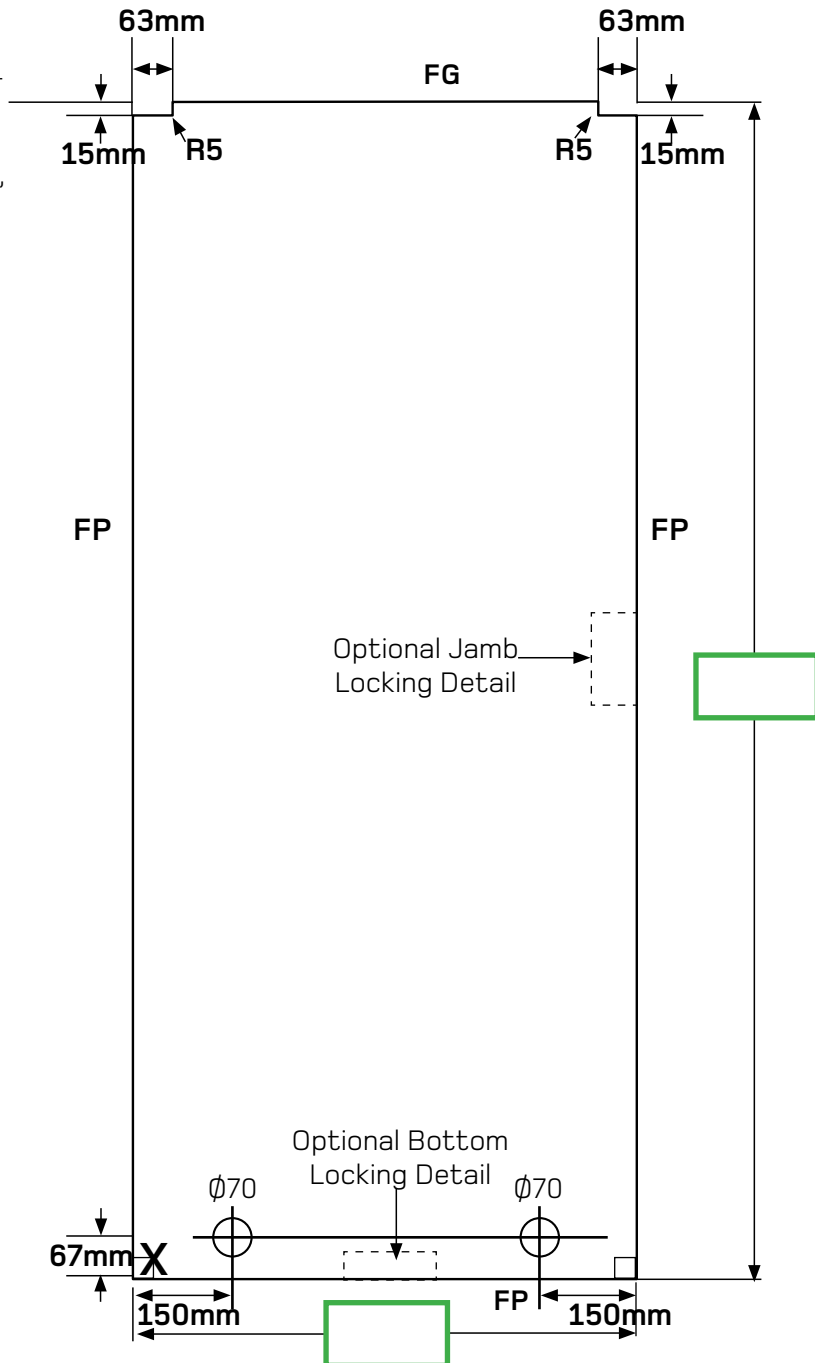 63mm
63mm
FG
15mm
R5
R5
15mm
FP
FP
Optional Jamb
Locking Detail
Optional Bottom
Locking Detail
Ø70
Ø70
67mm
X
150mm
FP
150mm